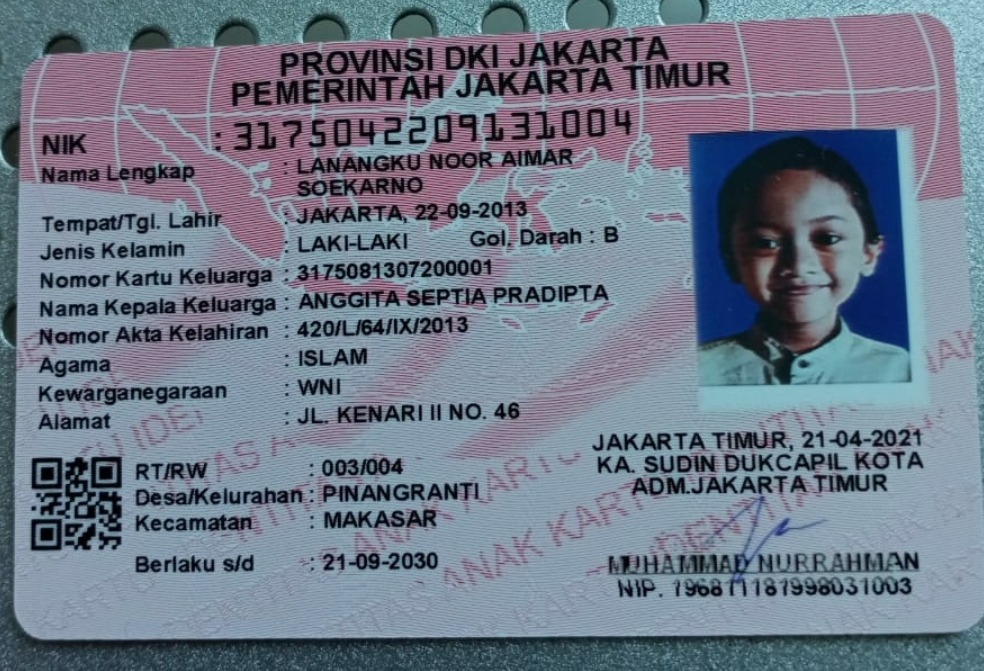 PROVINSI DKI JAKARTA
PEMERINTAH JAKARTA TIMUR
NIK : 3175042209131004
Nama Lengkap : LANANGKU NOOR AIMAR
SOEKARNO
Tempat/Tgl. Lahir : JAKARTA, 22-09-2013
Jenis Kelamin : LAKI-LAKI Gol. Darah : B
Nomor Kartu Keluarga : 3175081307200001
Nama Kepala Keluarga : ANGGITA SEPTIA PRADIPTA
Nomor Akta Kelahiran : 420/L/64/IX/2013
Agama : ISLAM
Kewarganegaraan : WNI
Alamat : JL. KENARI II NO. 46
RT/RW : 003/004
Desa/Kelurahan : PINANGRANTI
Kecamatan : MAKASAR
Berlaku s/d : 21-09-2030
JAKARTA TIMUR, 21-04-2021
KA. SUDIN DUKCAPIL KOTA
ADM.JAKARTA TIMUR
MUHAMMAD NURRAHMAN
NIP. 196811181998031003